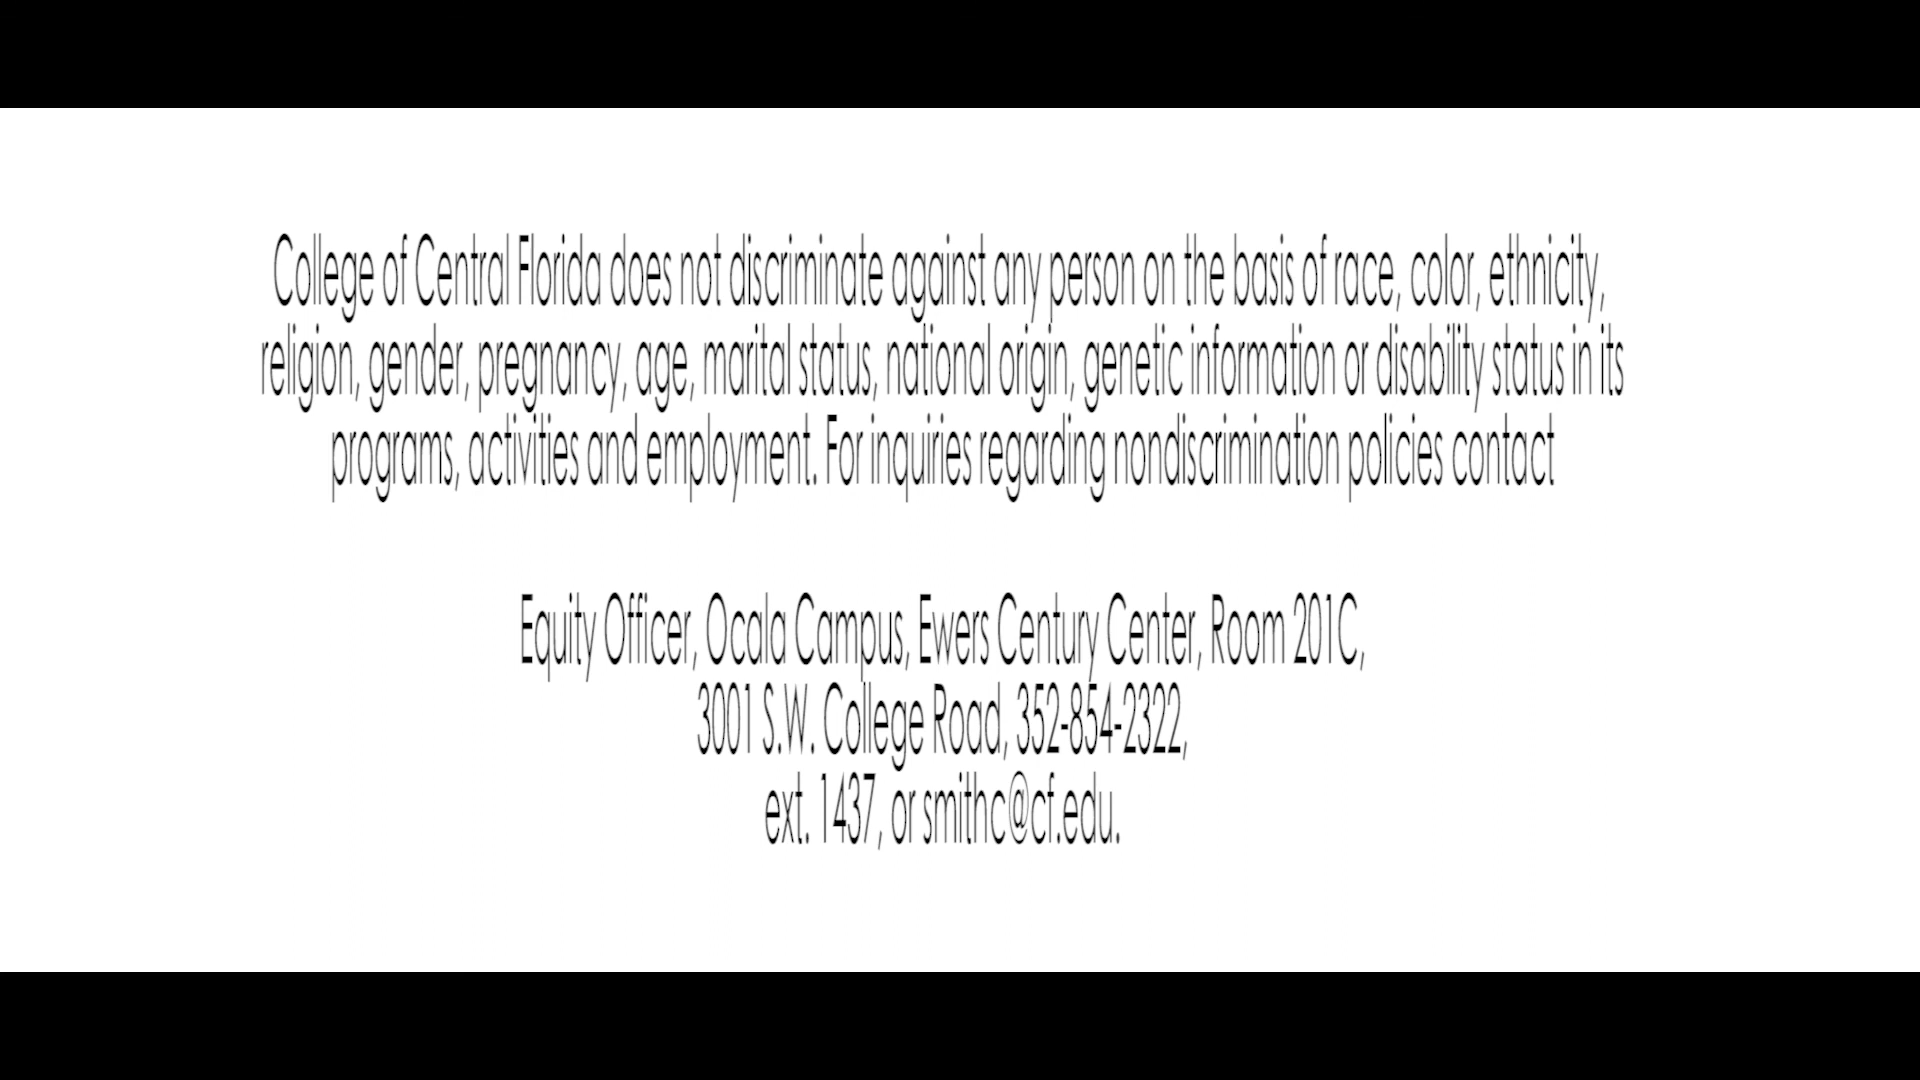 College of Central Florida does not discriminate against any person on the basis of race, color, ethnicity,
religion, gender, pregnancy, age, marital status, national origin, genetic information or disability status in its
programs, activities and employment. For inquiries regarding nondiscrimination policies contact
Equity Officer, Ocala Campus, Ewers Century Center, Room 201C,
3001 S.W. College Road, 352-854-2322,
ext. 1437, or smithc@cf.edu.